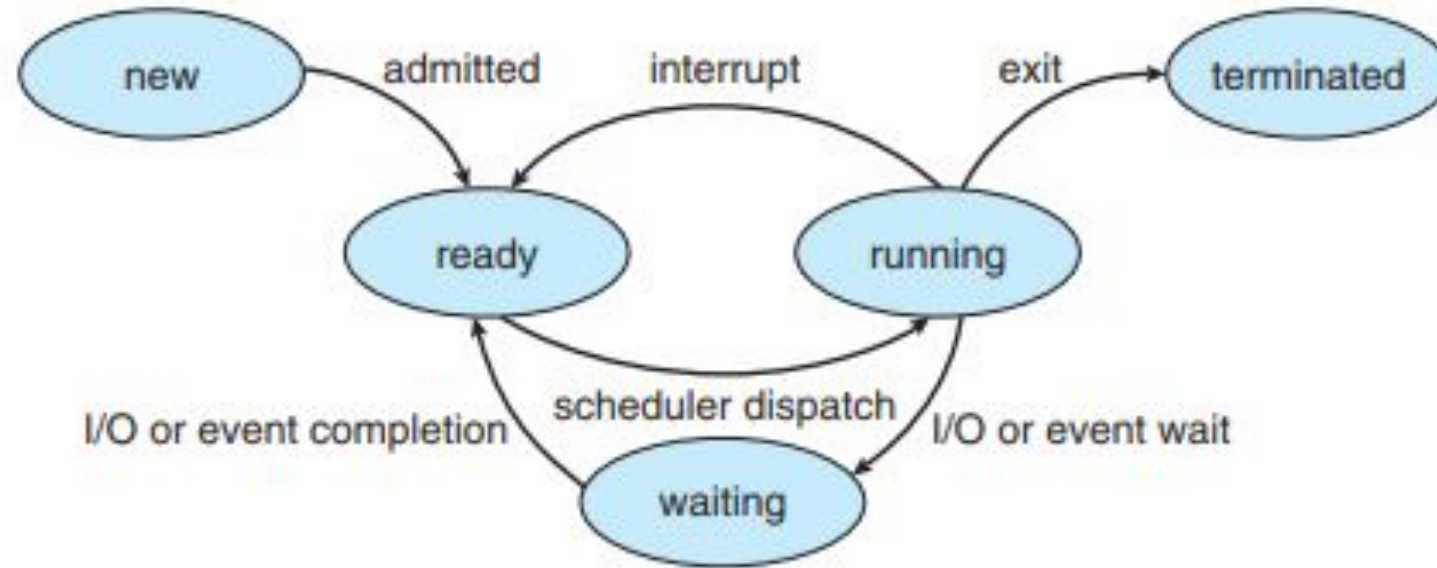 new
admitted
interrupt
exit
terminated
ready
running
scheduler dispatch
I/O or event completion
I/O or event wait
waiting